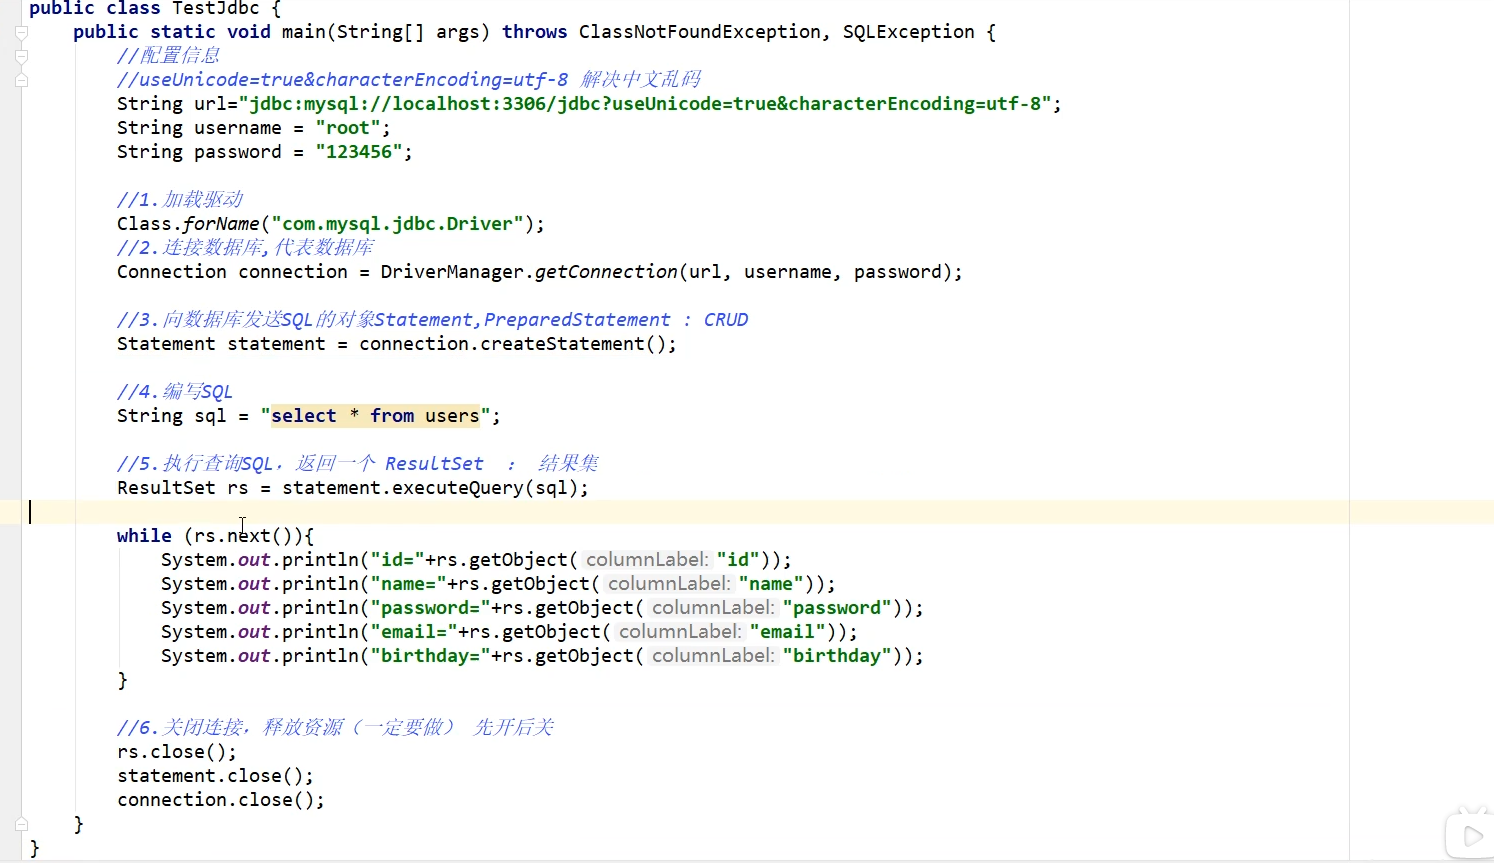 public class TestJdbc {
    public static void main(String[] args) throws ClassNotFoundException, SQLException {
        //配置信息
        //useUnicode=true&characterEncoding=utf-8 解决中文乱码
        String url="jdbc:mysql://localhost:3306/jdbc?useUnicode=true&characterEncoding=utf-8";
        String username = "root";
        String password = "123456";
        //1.加载驱动
        Class.forName("com.mysql.jdbc.Driver");
        //2.连接数据库,代表数据库
        Connection connection = DriverManager.getConnection(url, username, password);
        //3.向数据库发送SQL的对象Statement,PreparedStatement : CRUD
        Statement statement = connection.createStatement();
        //4.编写SQL
        String sql = "select * from users";
        //5.执行查询SQL，返回一个 ResultSet ： 结果集
        ResultSet rs = statement.executeQuery(sql);
        while (rs.next()){
            System.out.println("id="+rs.getObject( columnLabel: "id"));
            System.out.println("name="+rs.getObject( columnLabel: "name"));
            System.out.println("password="+rs.getObject( columnLabel: "password"));
            System.out.println("email="+rs.getObject( columnLabel: "email"));
            System.out.println("birthday="+rs.getObject( columnLabel: "birthday"));
        }
        //6.关闭连接，释放资源（一定要做） 先开后关
        rs.close();
        statement.close();
        connection.close();
    }
}